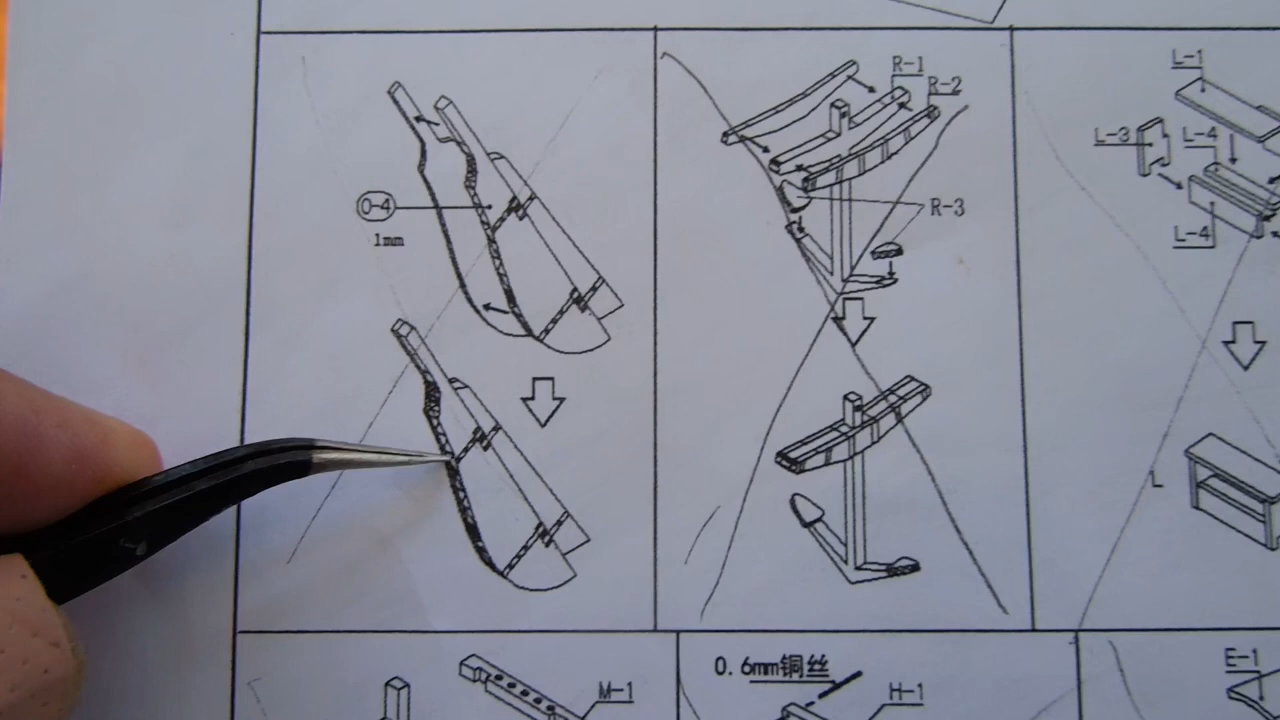 R-1
R-2
L-1
L-3
L-4
O-4
R-3
1mm
L-4
L
0.6mm铜丝
M-1
H-1
E-1